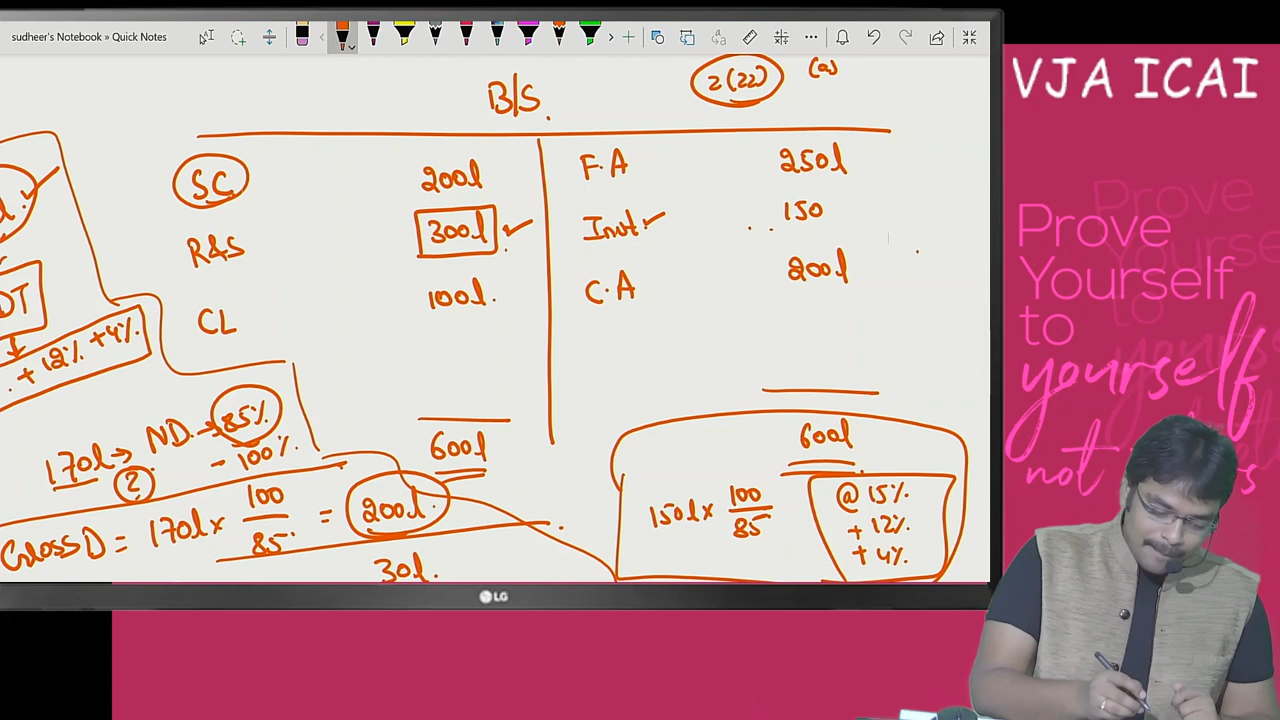 sudheer's Notebook » Quick Notes
B/S.
2(22) (a)
SC 200l F.A 250l
R&S 300l Invt. 150
CL 100l. C.A 200l
DT
+12% +4%.
600l 600l
170l → ND. → 85%.
? - 100%.
Gross D = 170l x 100/85 = 200l.
30l.
150l x 100/85 @ 15%.
+ 12%.
+ 4%.
LG
VJA ICAI
Prove
Yourself
to
yourself
not